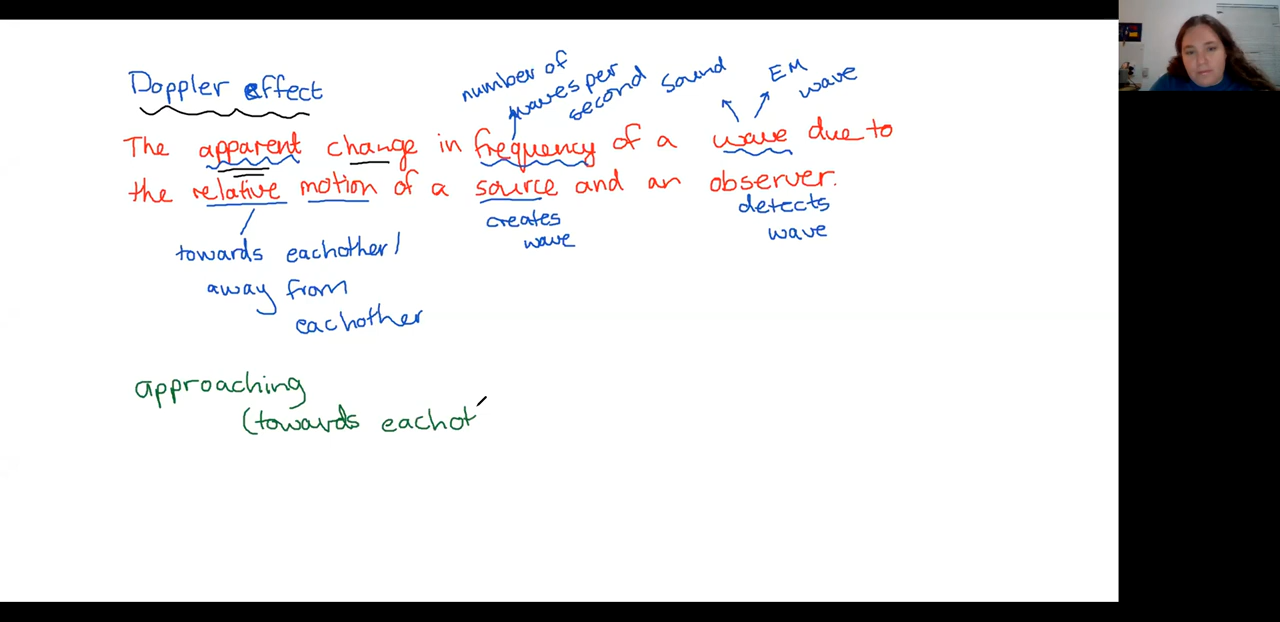 Doppler effect
number of
waves per
second
sound
EM
wave
The apparent change in frequency of a wave due to
the relative motion of a source and an observer.
creates
wave
detects
wave
towards eachother/
away from
eachother
approaching
(towards eachot